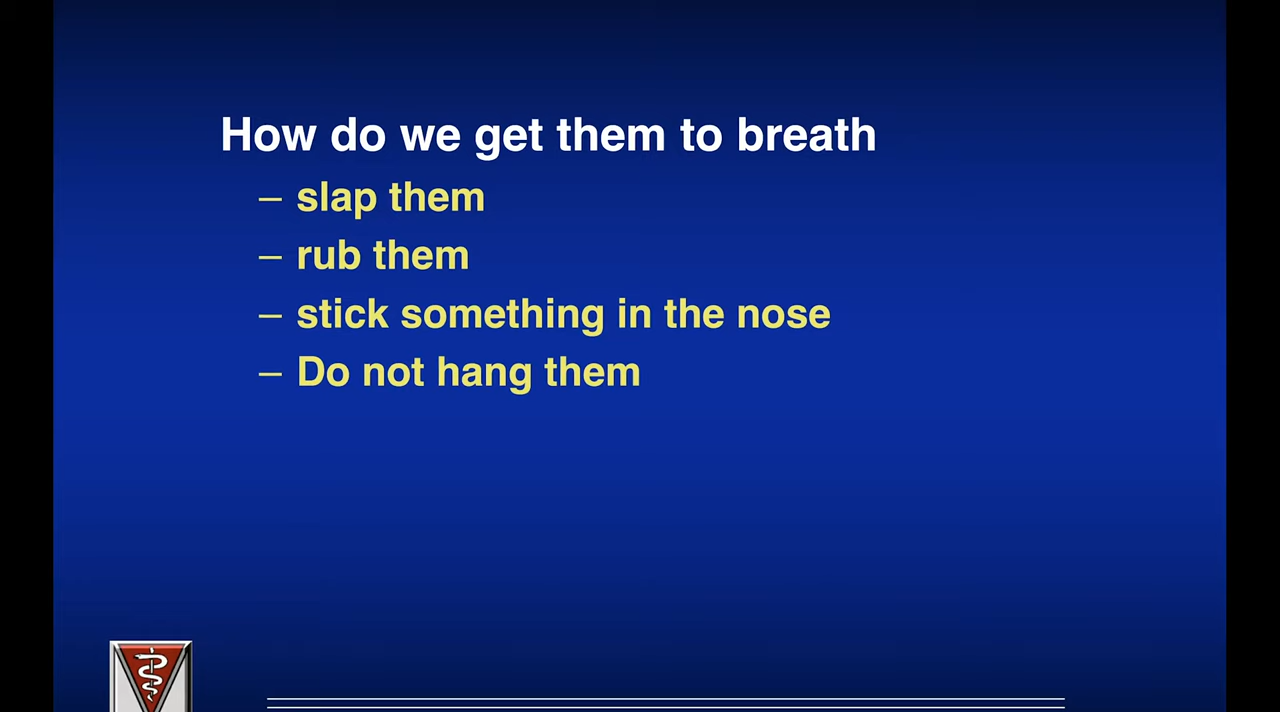 How do we get them to breath
– slap them
– rub them
– stick something in the nose
– Do not hang them